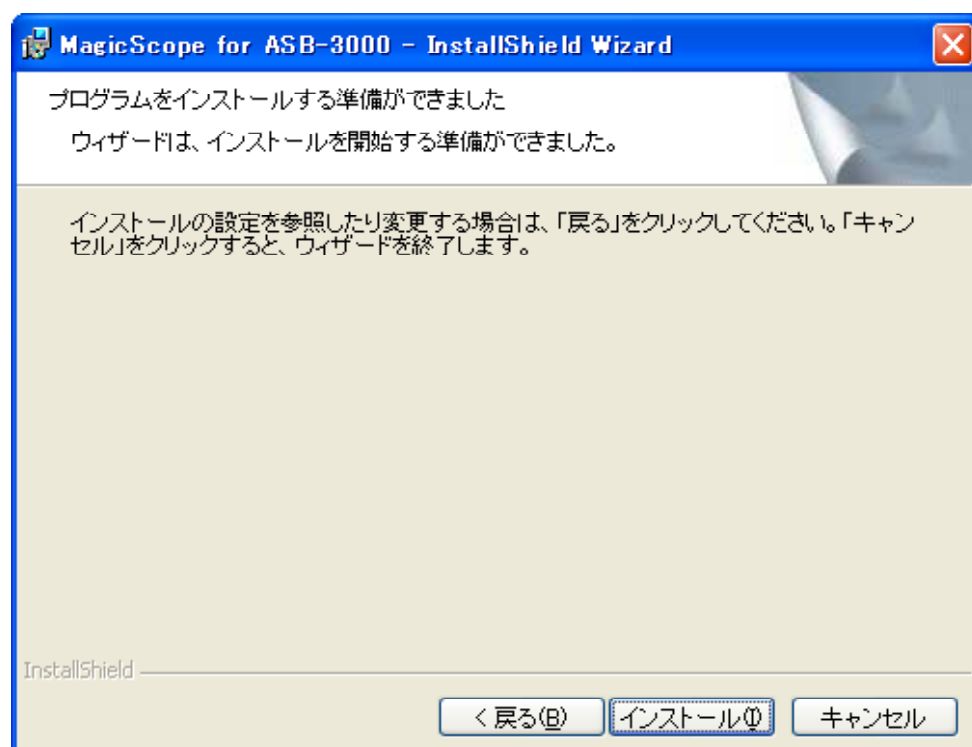 MagicScope for ASB-3000 - InstallShield Wizard
プログラムをインストールする準備ができました
ウィザードは、インストールを開始する準備ができました。
インストールの設定を参照したり変更する場合は、「戻る」をクリックしてください。「キャン
セル」をクリックすると、ウィザードを終了します。
InstallShield
< 戻る(B) インストール(I) キャンセル